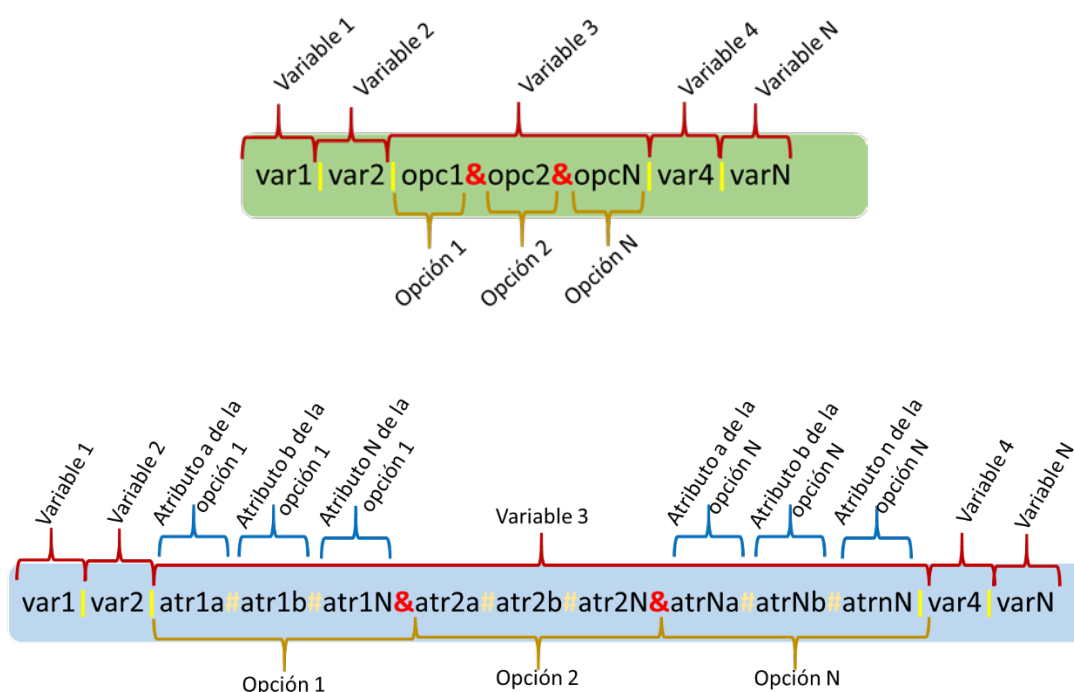 Variable 1
Variable 2
Variable 3
Variable 4
Variable N
var1|var2|opc1&opc2&opcN|var4|varN
Opción 1
Opción 2
Opción N
Variable 1
Variable 2
Atributo a de la
opción 1
Atributo b de la
opción 1
Atributo N de la
opción 1
Variable 3
Atributo a de la
opción N
Atributo b de la
opción N
Atributo n de la
opción N
Variable 4
Variable N
var1|var2|atr1a#atr1b#atr1N&atr2a#atr2b#atr2N&atrNa#atrNb#atrnN|var4|varN
Opción 1
Opción 2
Opción N